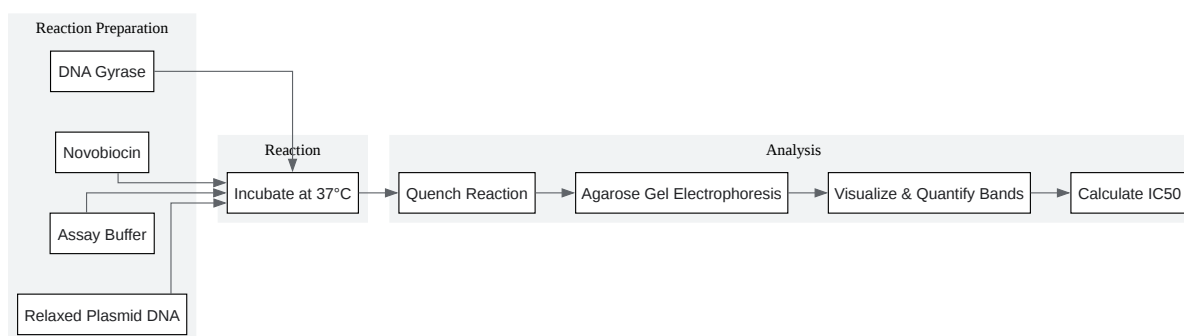 Reaction Preparation
DNA Gyrase
Novobiocin
Assay Buffer
Relaxed Plasmid DNA
Reaction
Incubate at 37°C
Analysis
Quench Reaction
Agarose Gel Electrophoresis
Visualize & Quantify Bands
Calculate IC50